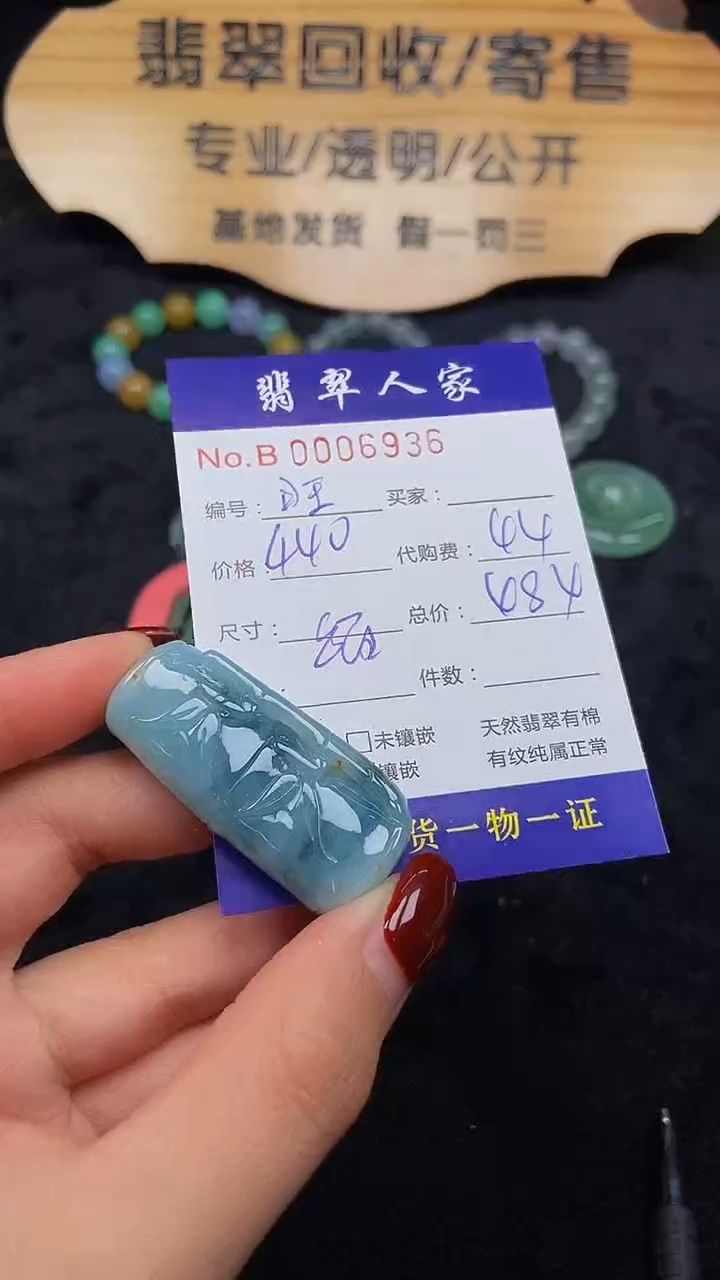 翡翠回收/寄售
专业/透明/公开
基地发货 假一罚三
翡翠人家
No.B 0006936
编号： 旺 买家：
价格： 440 代购费： 44
尺寸： 总价： 484
件数：
□未镶嵌 天然翡翠有棉
镶嵌 有纹纯属正常
货一物一证